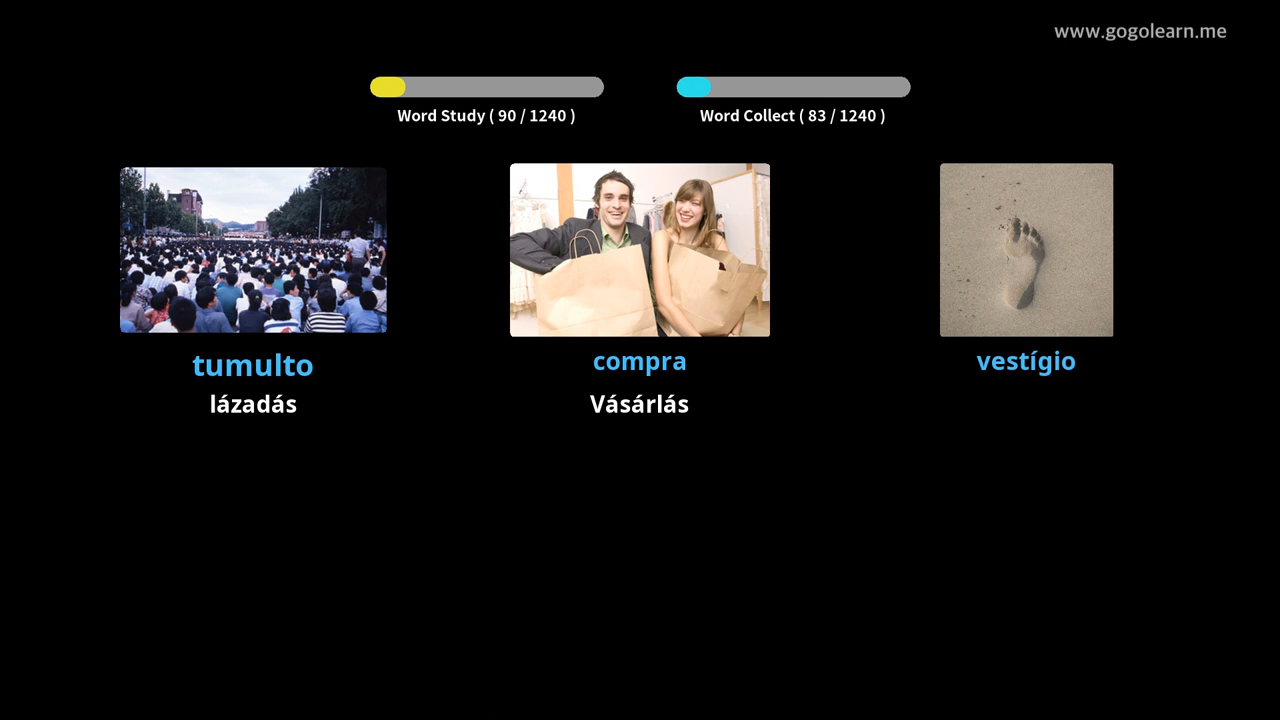 www.gogolearn.me
Word Study ( 90 / 1240 )
Word Collect ( 83 / 1240 )
tumulto
lázadás
compra
Vásárlás
vestígio